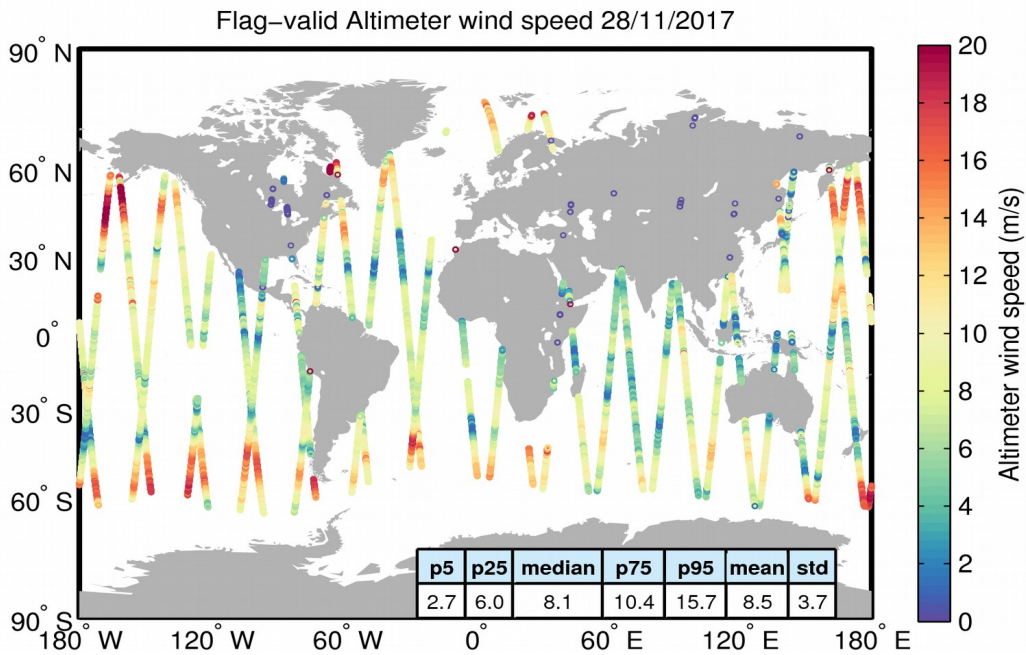 Flag−valid Altimeter wind speed 28/11/2017
90° N
60° N
30° N
0°
30° S
60° S
90° S
180° W
120° W
60° W
0°
60° E
120° E
180° E
p5 p25 median p75 p95 mean std
2.7 6.0 8.1 10.4 15.7 8.5 3.7
20
18
16
14
12
10
8
6
4
2
0
Altimeter wind speed (m/s)